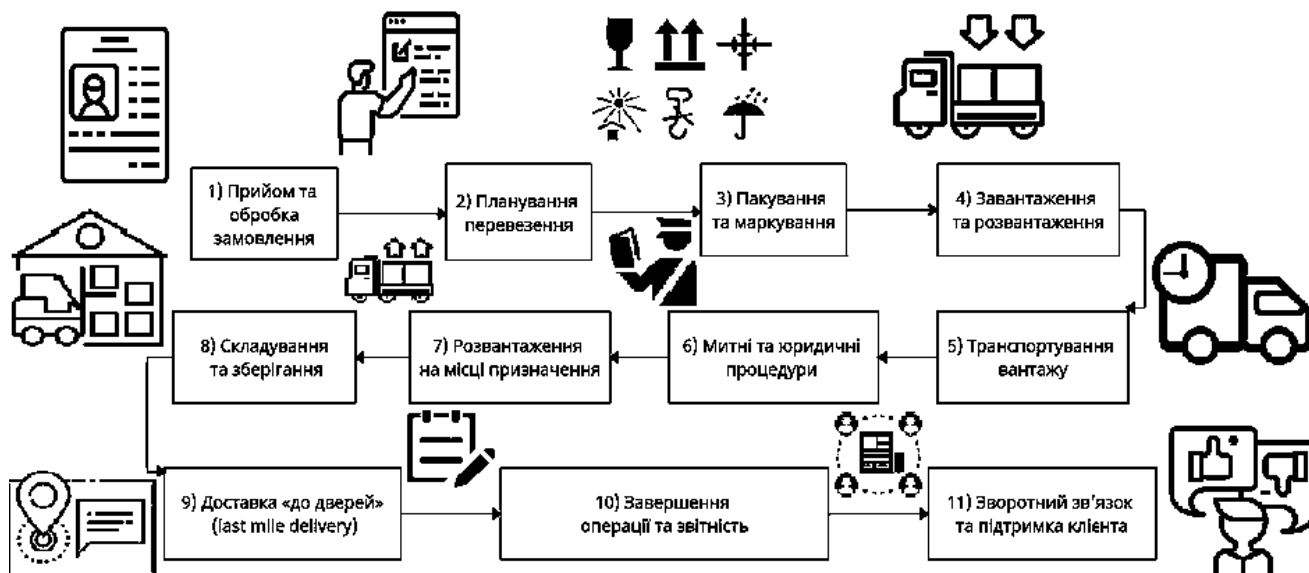 1) Прийом та
обробка
замовлення
2) Планування
перевезення
3) Пакування
та маркування
4) Завантаження
та розвантаження
5) Транспортування
вантажу
6) Митні та юридичні
процедури
7) Розвантаження
на місці призначення
8) Складування
та зберігання
9) Доставка «до дверей»
(last mile delivery)
10) Завершення
операції та звітність
11) Зворотний зв’язок
та підтримка клієнта